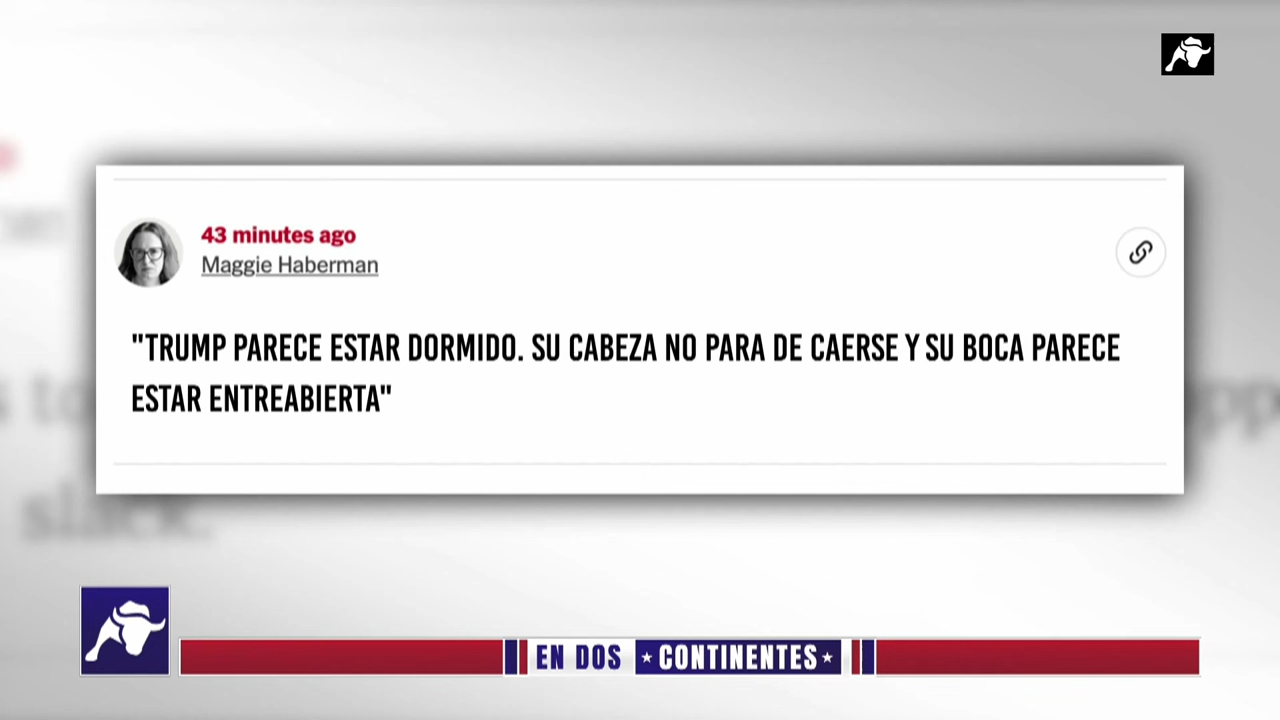 43 minutes ago
Maggie Haberman
"TRUMP PARECE ESTAR DORMIDO. SU CABEZA NO PARA DE CAERSE Y SU BOCA PARECE
ESTAR ENTREABIERTA"
slack.
EN DOS CONTINENTES